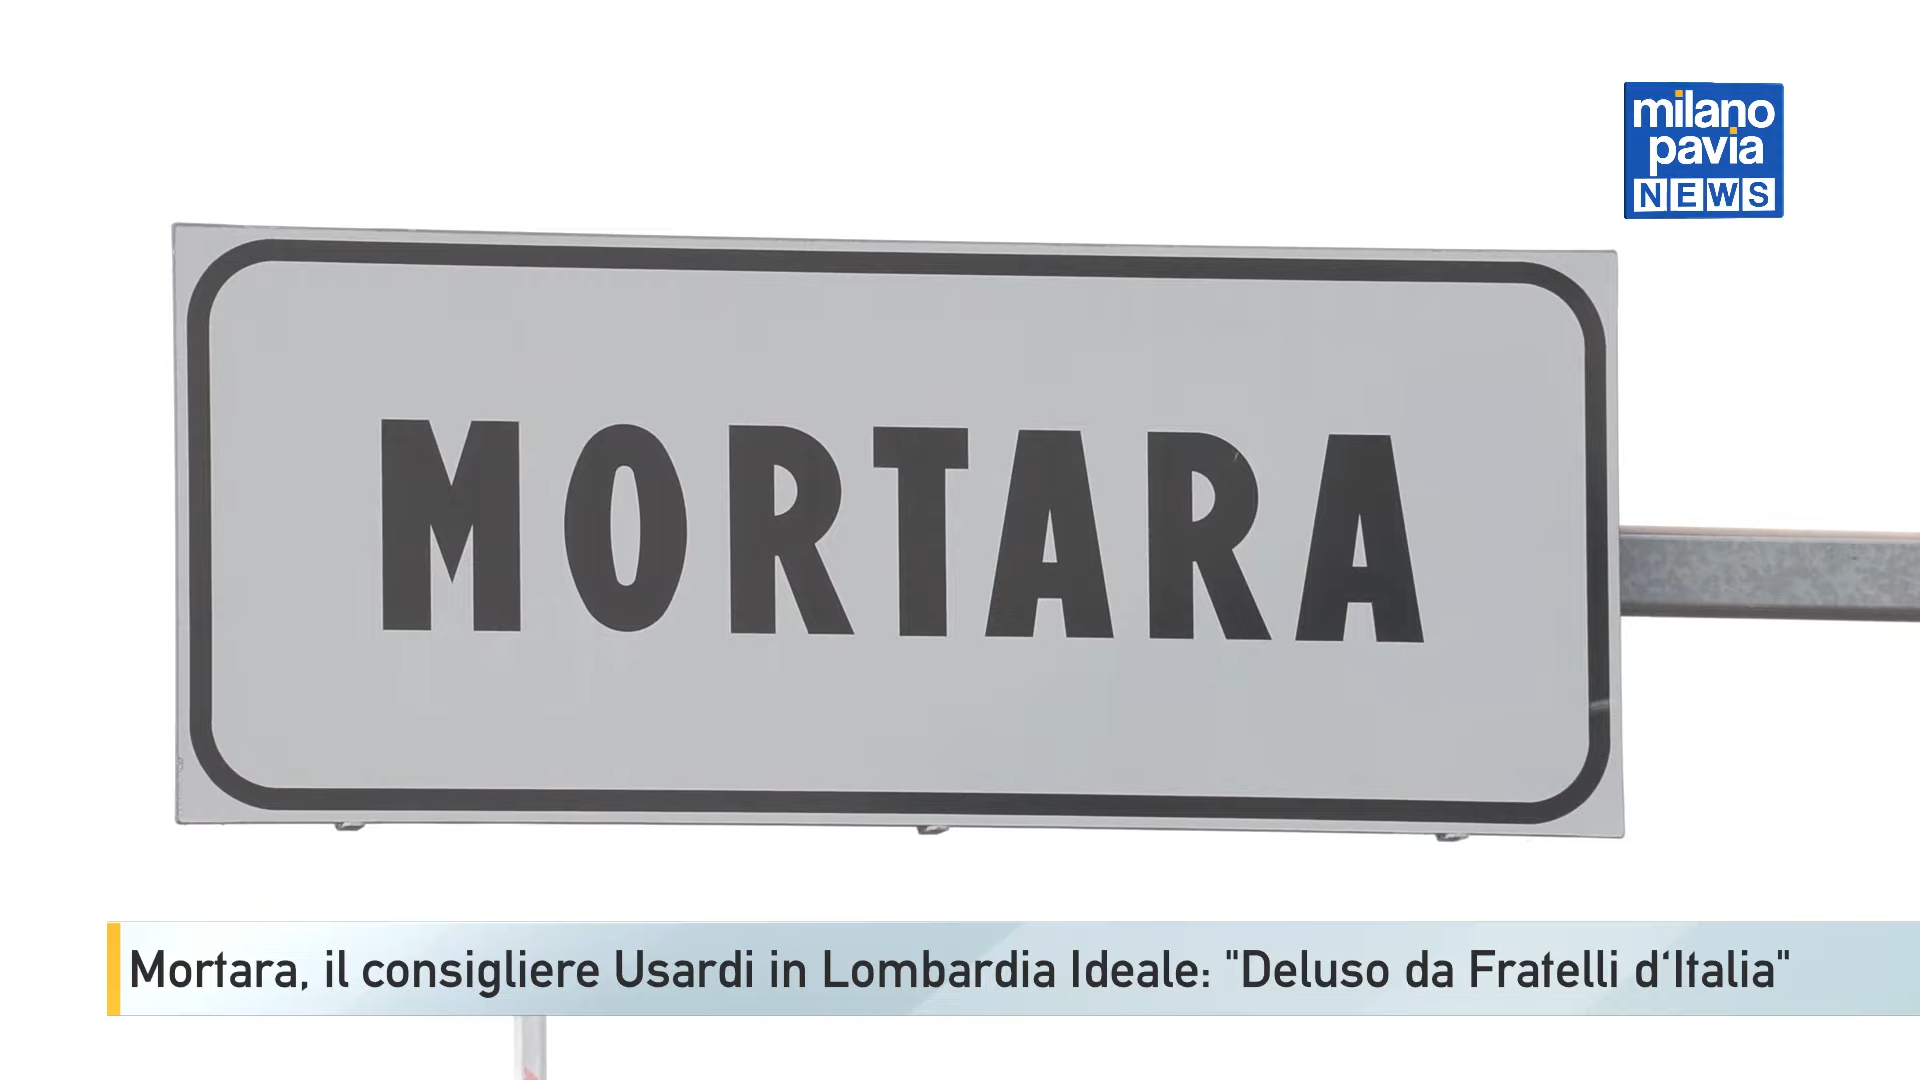 milano
pavia
NEWS
MORTARA
Mortara, il consigliere Usardi in Lombardia Ideale: "Deluso da Fratelli d‘Italia"